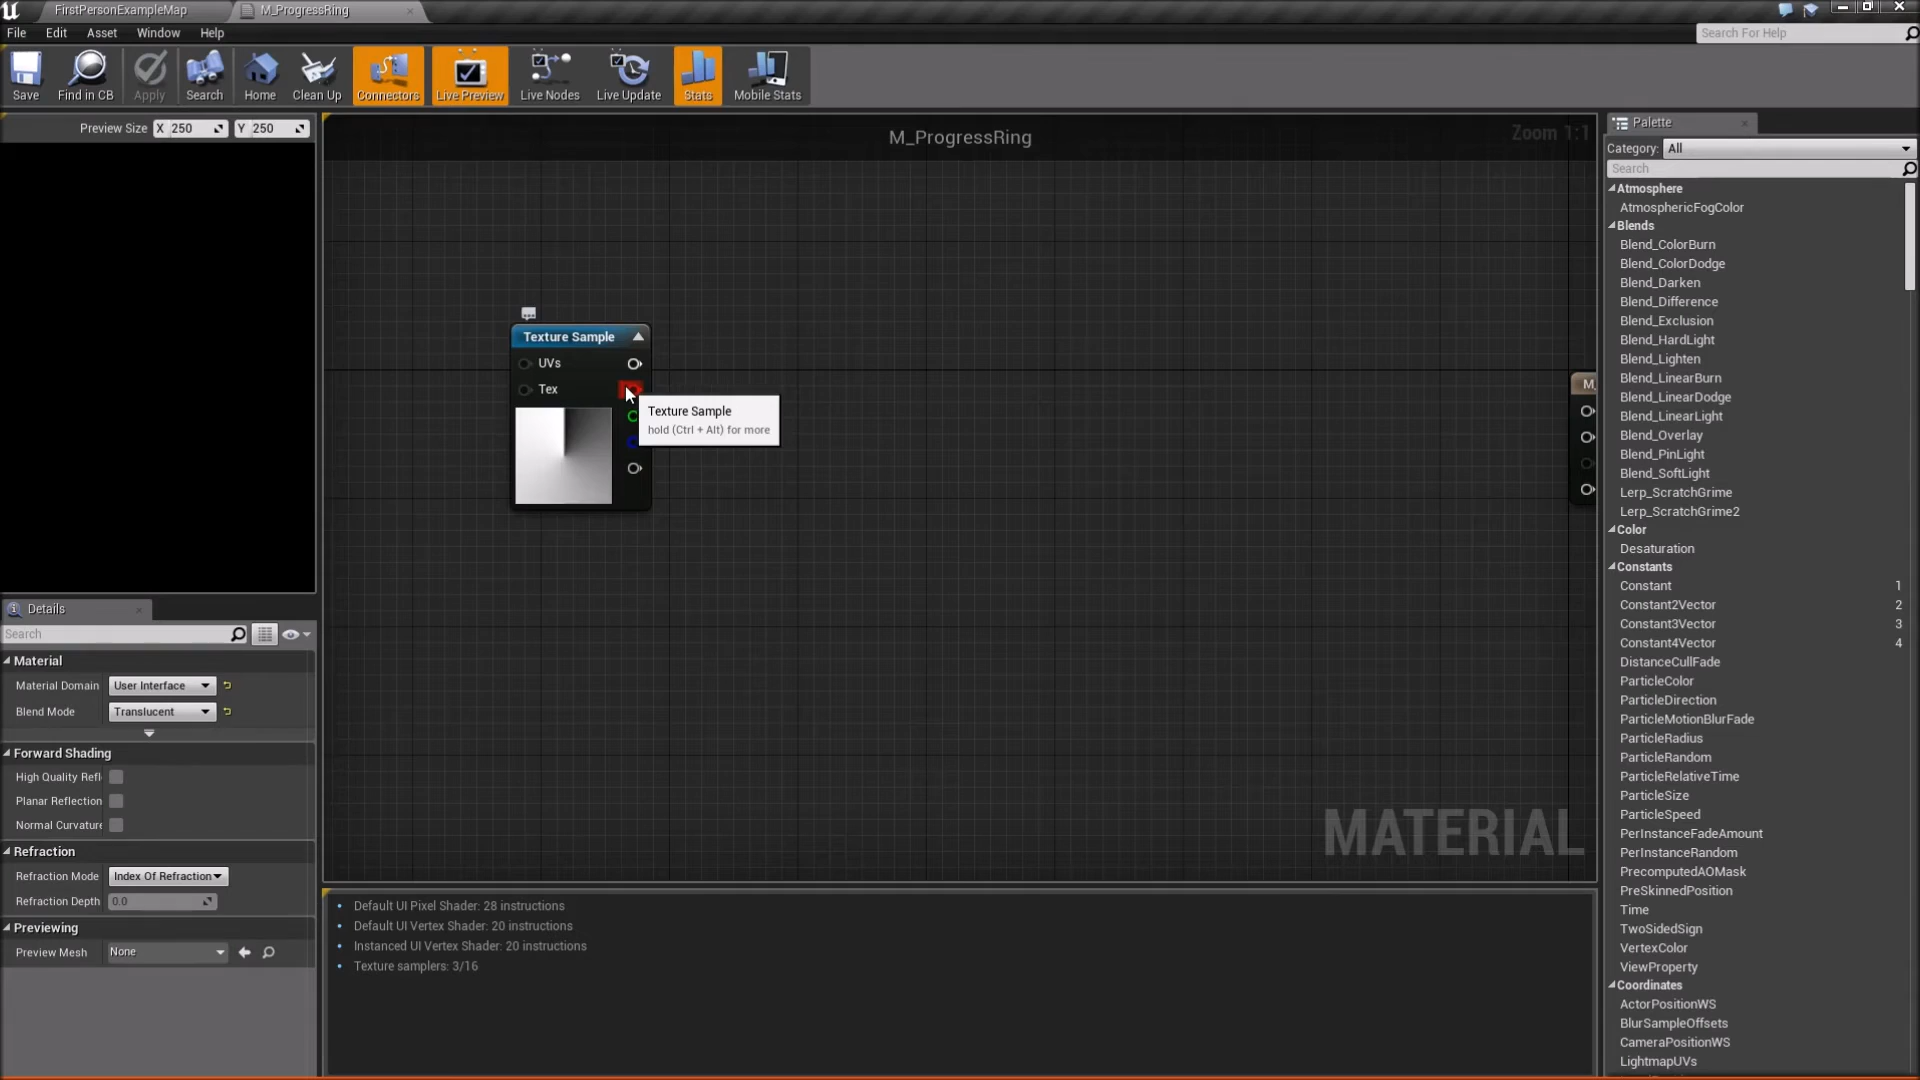 FirstPersonExampleMap
M_ProgressRing
File Edit Asset Window Help
Search For Help
Save Find in CB Apply Search Home Clean Up Connectors Live Preview Live Nodes Live Update Stats Mobile Stats
Preview Size X 250 Y 250
M_ProgressRing
Zoom 1:1
Texture Sample
UVs
Tex
Texture Sample
hold (Ctrl + Alt) for more
M_
MATERIAL
Details
Search
Material
Material Domain User Interface
Blend Mode Translucent
Forward Shading
High Quality Refl
Planar Reflection
Normal Curvature
Refraction
Refraction Mode Index Of Refraction
Refraction Depth 0.0
Previewing
Preview Mesh None
Default UI Pixel Shader: 28 instructions
Default UI Vertex Shader: 20 instructions
Instanced UI Vertex Shader: 20 instructions
Texture samplers: 3/16
Palette
Category: All
Search
Atmosphere
AtmosphericFogColor
Blends
Blend_ColorBurn
Blend_ColorDodge
Blend_Darken
Blend_Difference
Blend_Exclusion
Blend_HardLight
Blend_Lighten
Blend_LinearBurn
Blend_LinearDodge
Blend_LinearLight
Blend_Overlay
Blend_PinLight
Blend_SoftLight
Lerp_ScratchGrime
Lerp_ScratchGrime2
Color
Desaturation
Constants
Constant 1
Constant2Vector 2
Constant3Vector 3
Constant4Vector 4
DistanceCullFade
ParticleColor
ParticleDirection
ParticleMotionBlurFade
ParticleRadius
ParticleRandom
ParticleRelativeTime
ParticleSize
ParticleSpeed
PerInstanceFadeAmount
PerInstanceRandom
PrecomputedAOMask
PreSkinnedPosition
Time
TwoSidedSign
VertexColor
ViewProperty
Coordinates
ActorPositionWS
BlurSampleOffsets
CameraPositionWS
LightmapUVs